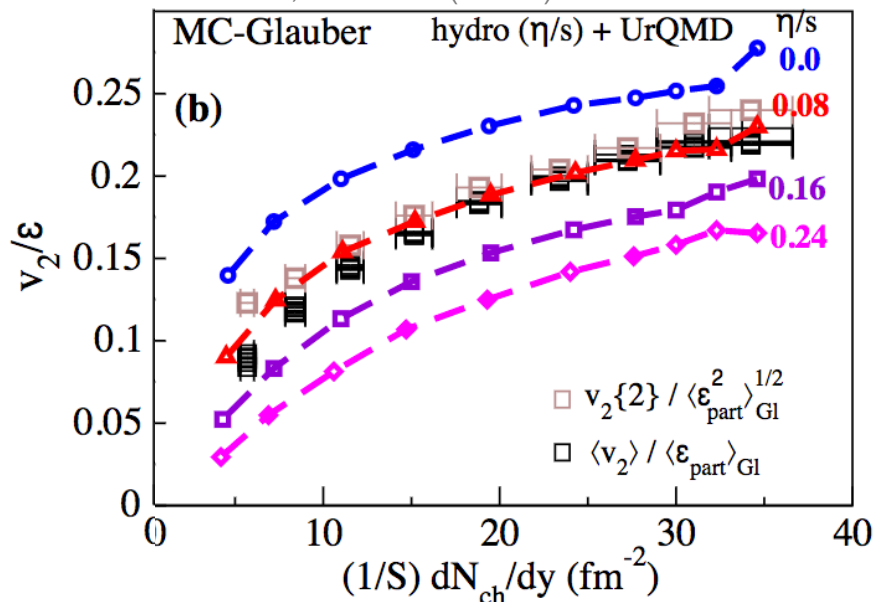 MC-Glauber hydro (η/s) + UrQMD η/s
0.0
(b)
0.08
0.16
0.24
v₂/ε
0.25
0.2
0.15
0.1
0.05
0
v₂{2} / ⟨ε²ₚₐᵣₜ⟩^{1/2}_{Gl}
⟨v₂⟩ / ⟨εₚₐᵣₜ⟩_{Gl}
0 10 20 30 40
(1/S) dN_{ch}/dy (fm⁻²)